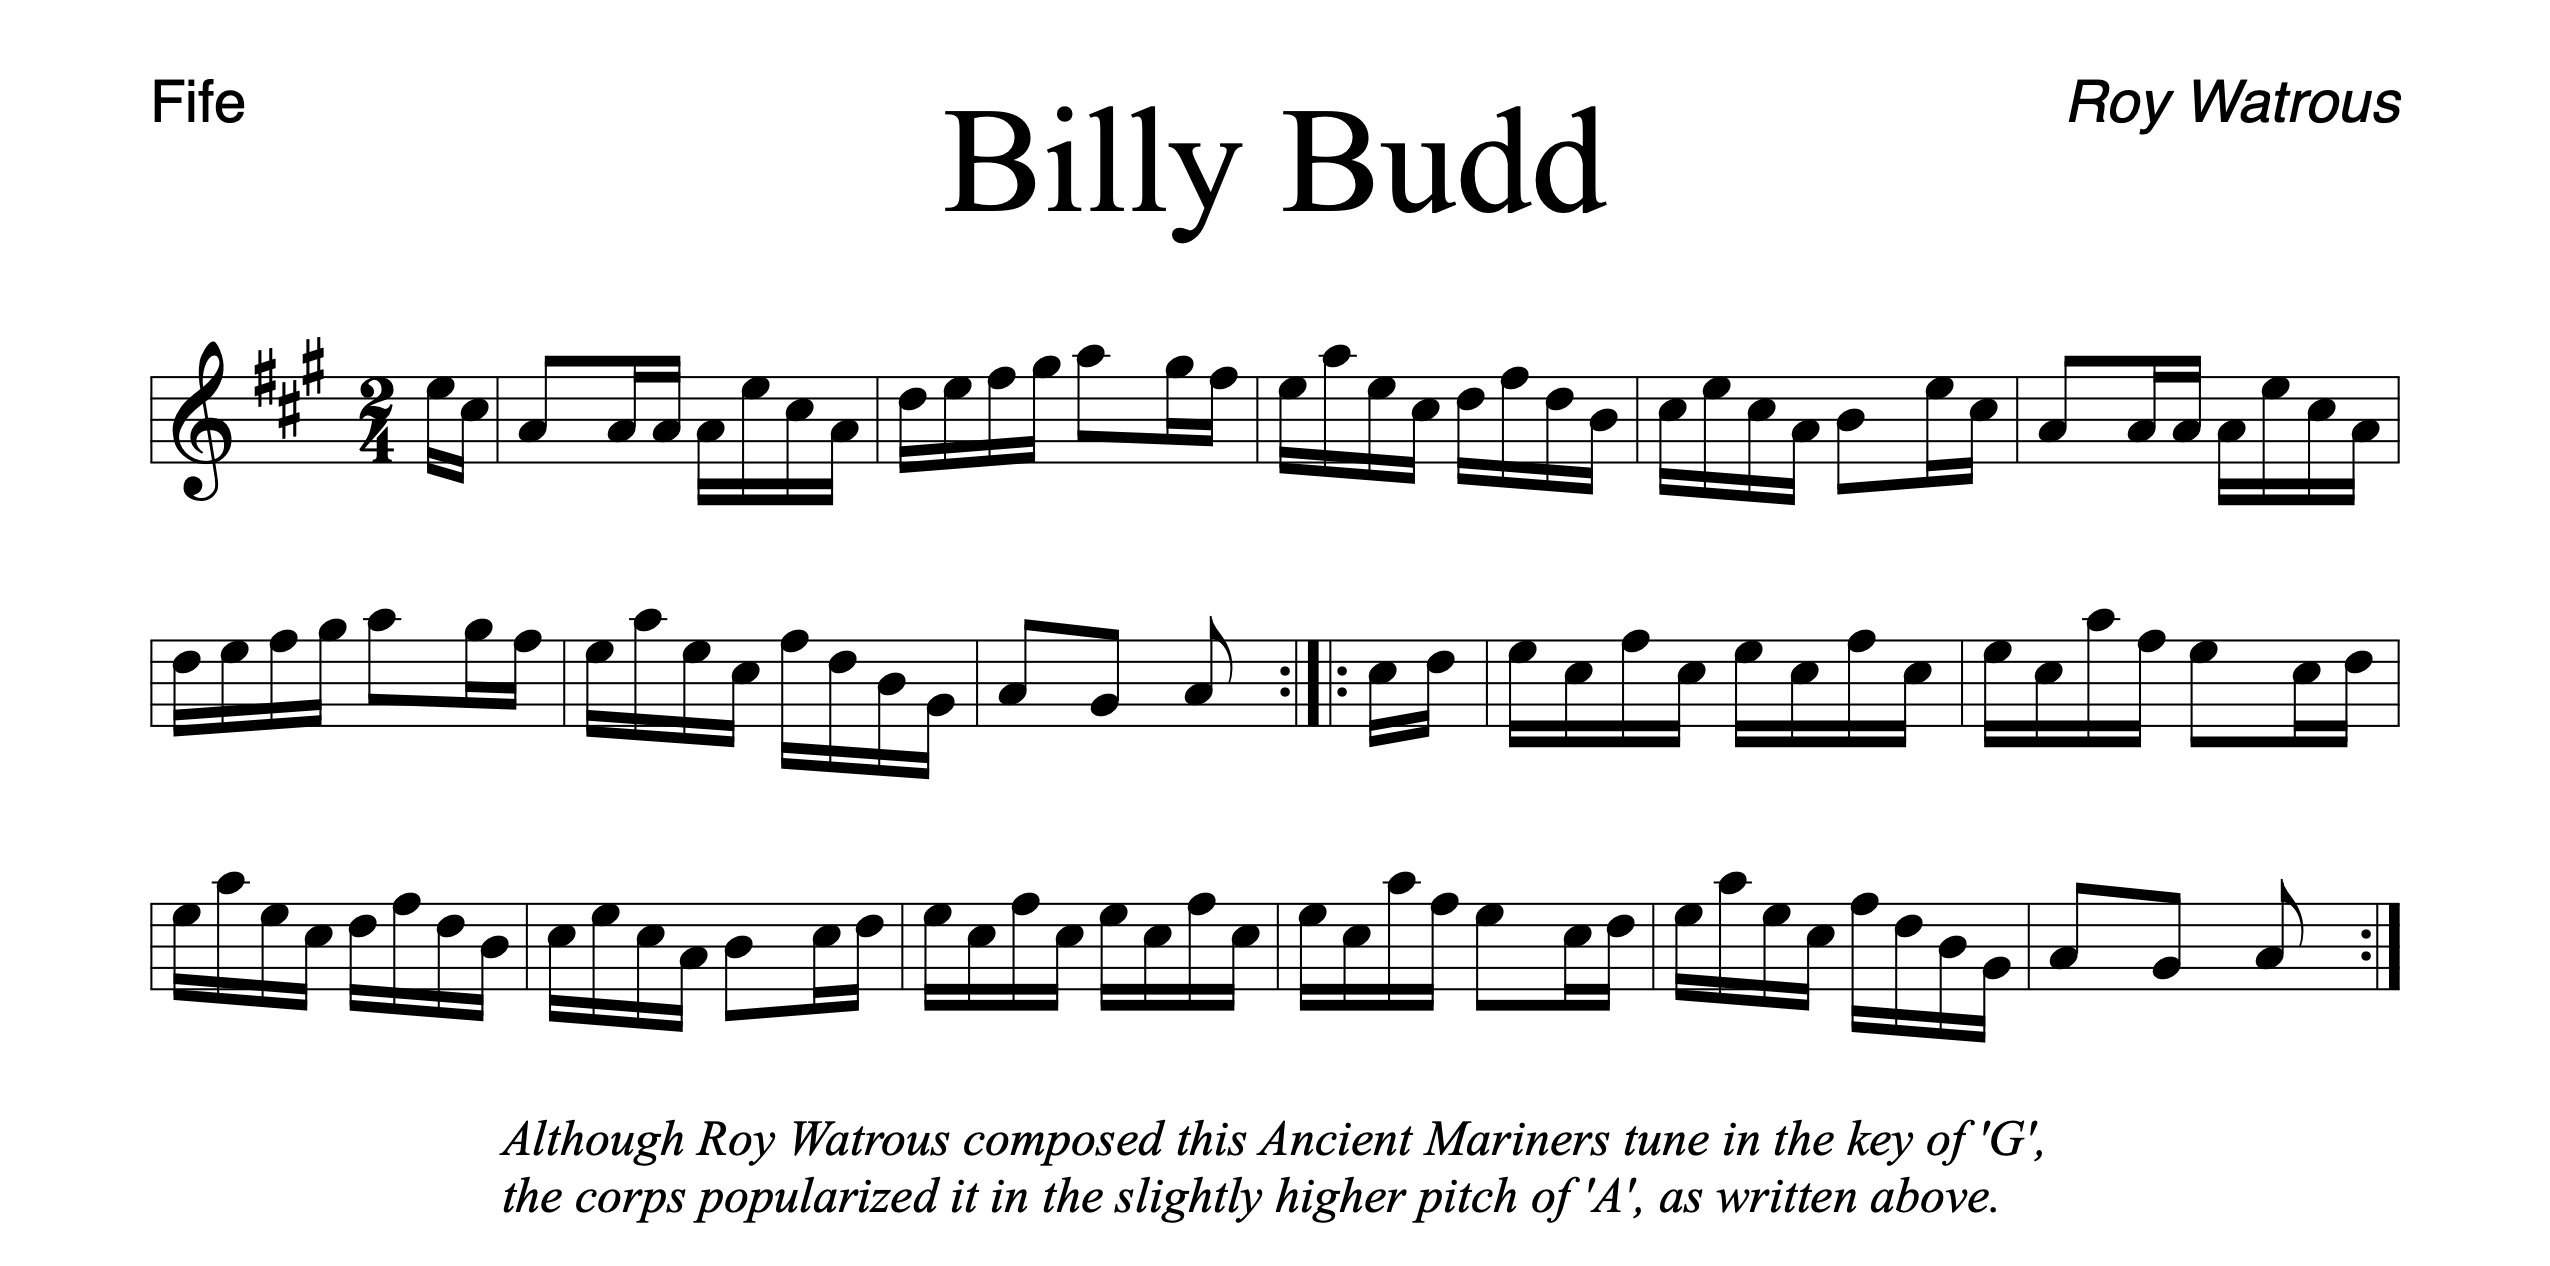 Fife
Billy Budd
Roy Watrous
2
4
Although Roy Watrous composed this Ancient Mariners tune in the key of 'G',
the corps popularized it in the slightly higher pitch of 'A', as written above.